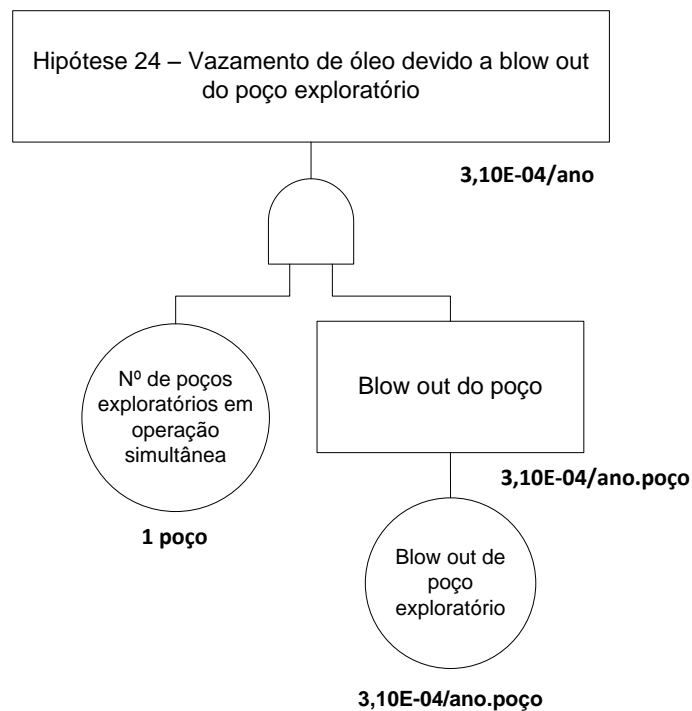 Hipótese 24 – Vazamento de óleo devido a blow out
do poço exploratório
3,10E-04/ano
Nº de poços
exploratórios em
operação
simultânea
1 poço
Blow out do poço
3,10E-04/ano.poço
Blow out de
poço
exploratório
3,10E-04/ano.poço